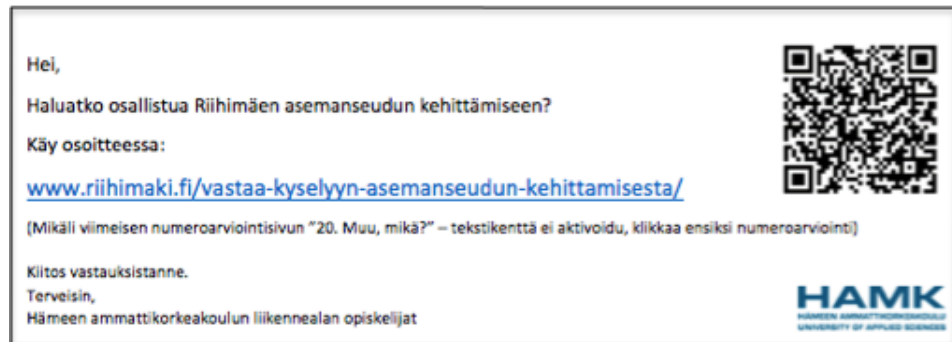 Hei,
Haluatko osallistua Riihimäen asemanseudun kehittämiseen?
Käy osoitteessa:
www.riihimaki.fi/vastaa-kyselyyn-asemanseudun-kehittamisesta/
(Mikäli viimeisen numeroarviointisivun "20. Muu, mikä?" – tekstikenttä ei aktivoidu, klikkaa ensiksi numeroarviointi)
Kiitos vastauksistanne.
Terveisin,
Hämeen ammattikorkeakoulun liikennealan opiskelijat
HAMK
HÄMEEN AMMATTIKORKEAKOULU
UNIVERSITY OF APPLIED SCIENCES